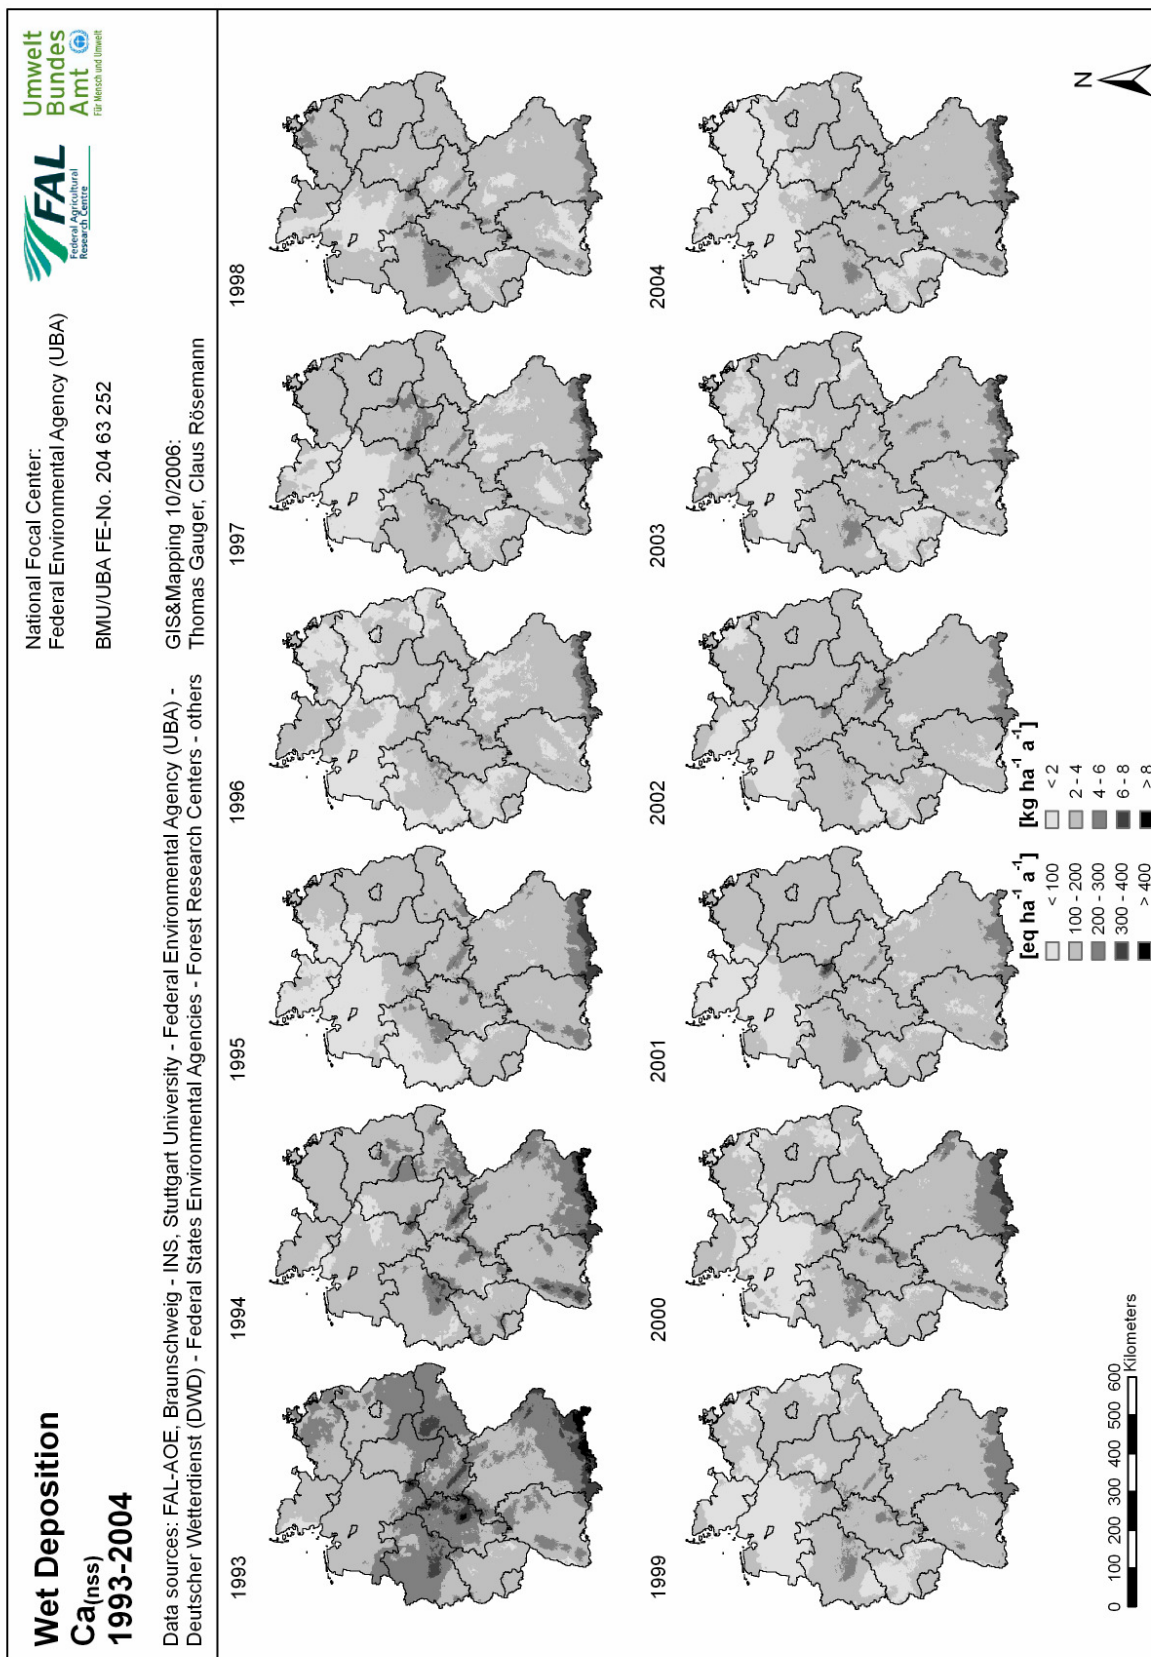 Wet Deposition
Ca(nss)
1993-2004
National Focal Center:
Federal Environmental Agency (UBA)
BMU/UBA FE-No. 204 63 252
FAL
Federal Agricultural
Research Centre
Umwelt
Bundes
Amt
Für Mensch und Umwelt
Data sources: FAL-AOE, Braunschweig - INS, Stuttgart University - Federal Environmental Agency (UBA) -
Deutscher Wetterdienst (DWD) - Federal States Environmental Agencies - Forest Research Centers - others
GIS&Mapping 10/2006:
Thomas Gauger, Claus Rösemann
1993 1994 1995 1996 1997 1998
1999 2000 2001 2002 2003 2004
0 100 200 300 400 500 600
Kilometers
[eq ha⁻¹ a⁻¹] [kg ha⁻¹ a⁻¹]
< 100 < 2
100 - 200 2 - 4
200 - 300 4 - 6
300 - 400 6 - 8
> 400 > 8
N